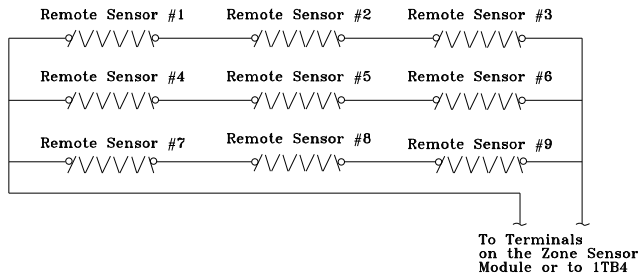 Remote Sensor #1 Remote Sensor #2 Remote Sensor #3
Remote Sensor #4 Remote Sensor #5 Remote Sensor #6
Remote Sensor #7 Remote Sensor #8 Remote Sensor #9
To Terminals
on the Zone Sensor
Module or to 1TB4